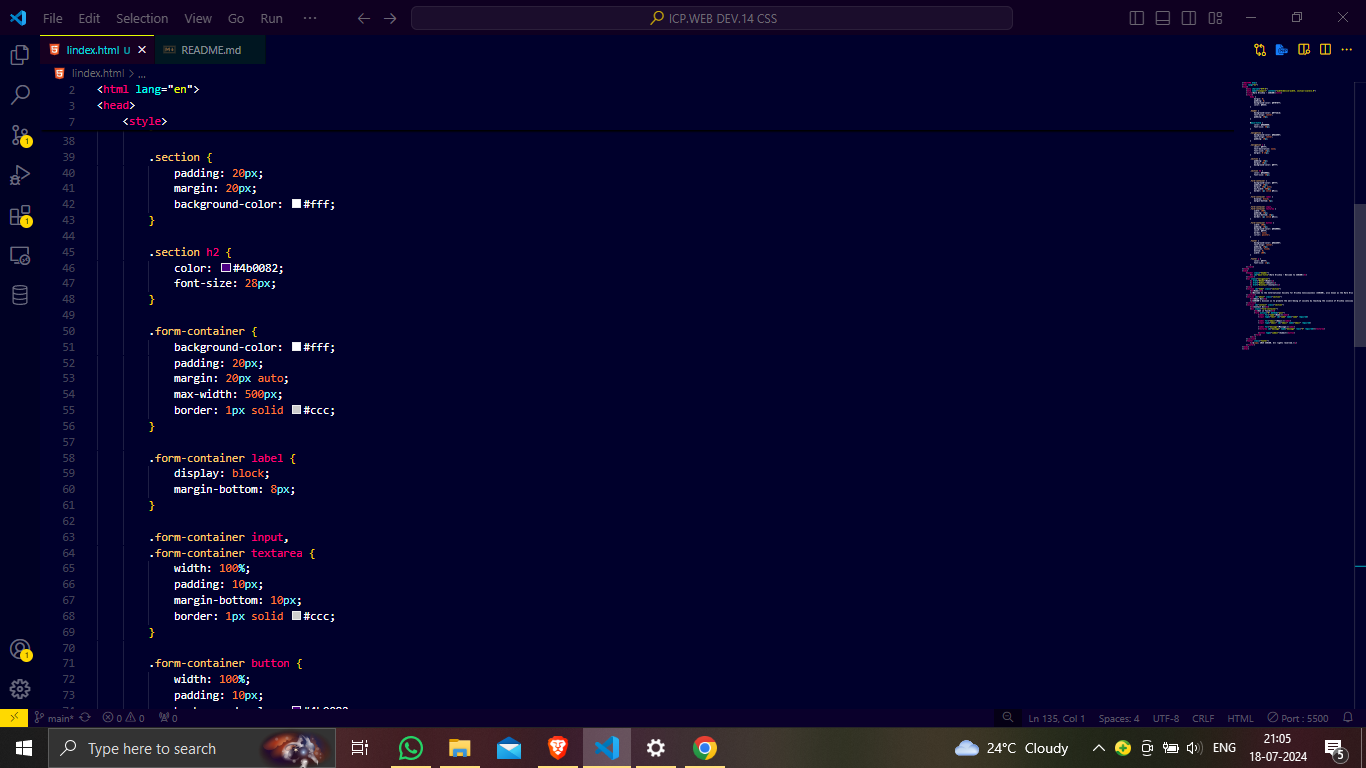 File Edit Selection View Go Run ··· ICP.WEB DEV.14 CSS
lindex.html U README.md
lindex.html > ...
2 <html lang="en">
3 <head>
7 <style>
38
39 .section {
40 padding: 20px;
41 margin: 20px;
42 background-color: #fff;
43 }
44
45 .section h2 {
46 color: #4b0082;
47 font-size: 28px;
48 }
49
50 .form-container {
51 background-color: #fff;
52 padding: 20px;
53 margin: 20px auto;
54 max-width: 500px;
55 border: 1px solid #ccc;
56 }
57
58 .form-container label {
59 display: block;
60 margin-bottom: 8px;
61 }
62
63 .form-container input,
64 .form-container textarea {
65 width: 100%;
66 padding: 10px;
67 margin-bottom: 10px;
68 border: 1px solid #ccc;
69 }
70
71 .form-container button {
72 width: 100%;
73 padding: 10px;
main* 0 0 0 Ln 135, Col 1 Spaces: 4 UTF-8 CRLF HTML Port : 5500
Type here to search 24°C Cloudy ENG 21:05
18-07-2024 5